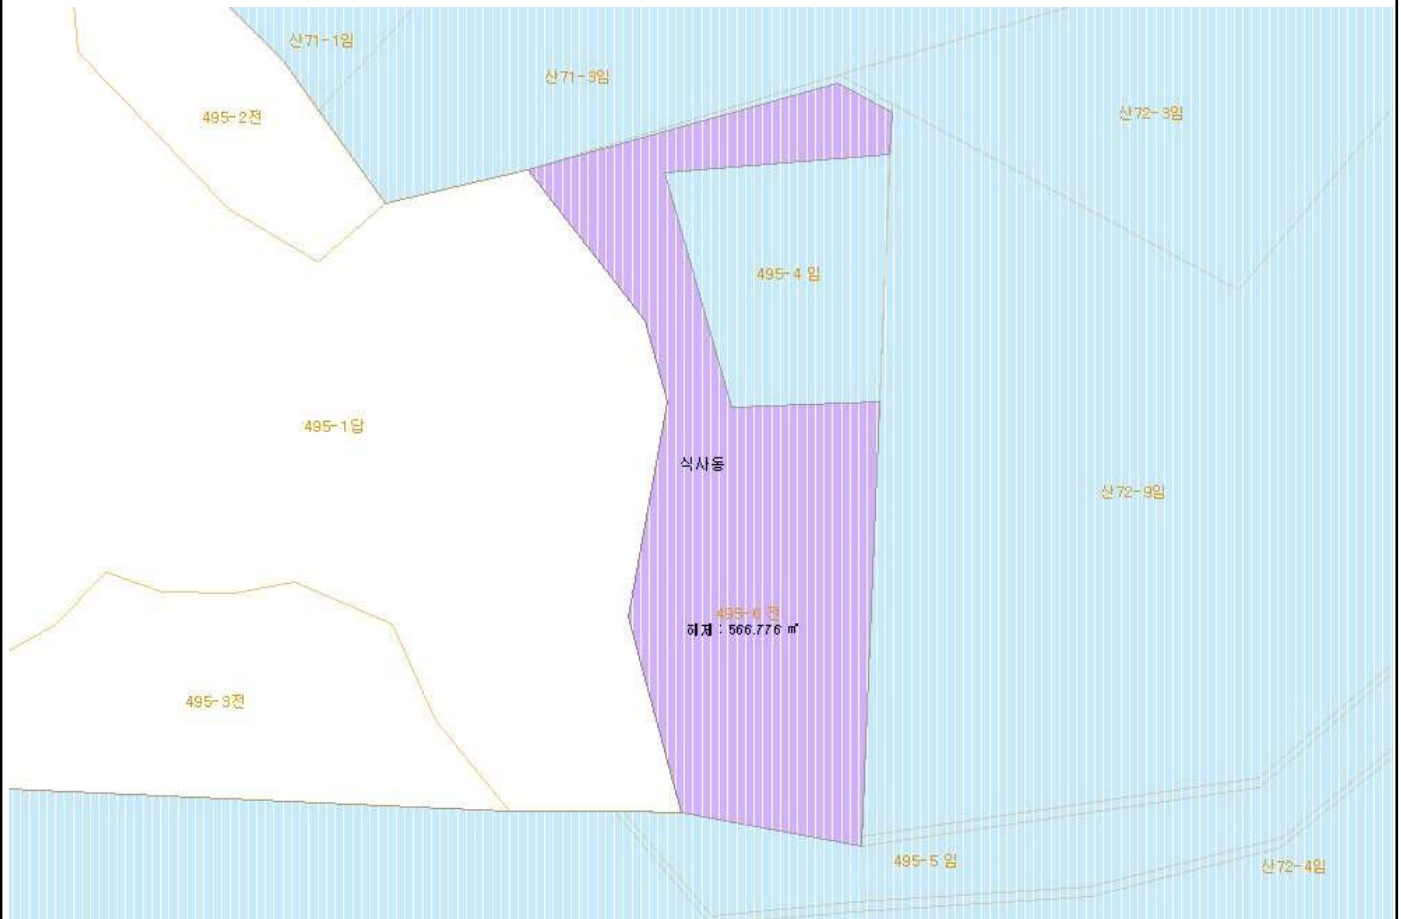 산71-1임
산71-3임
495-2전
산72-3임
495-4 임
495-1답
식사동
산72-9임
495-6 전
해제 : 566.776 ㎡
495-3전
495-5 임
산72-4임